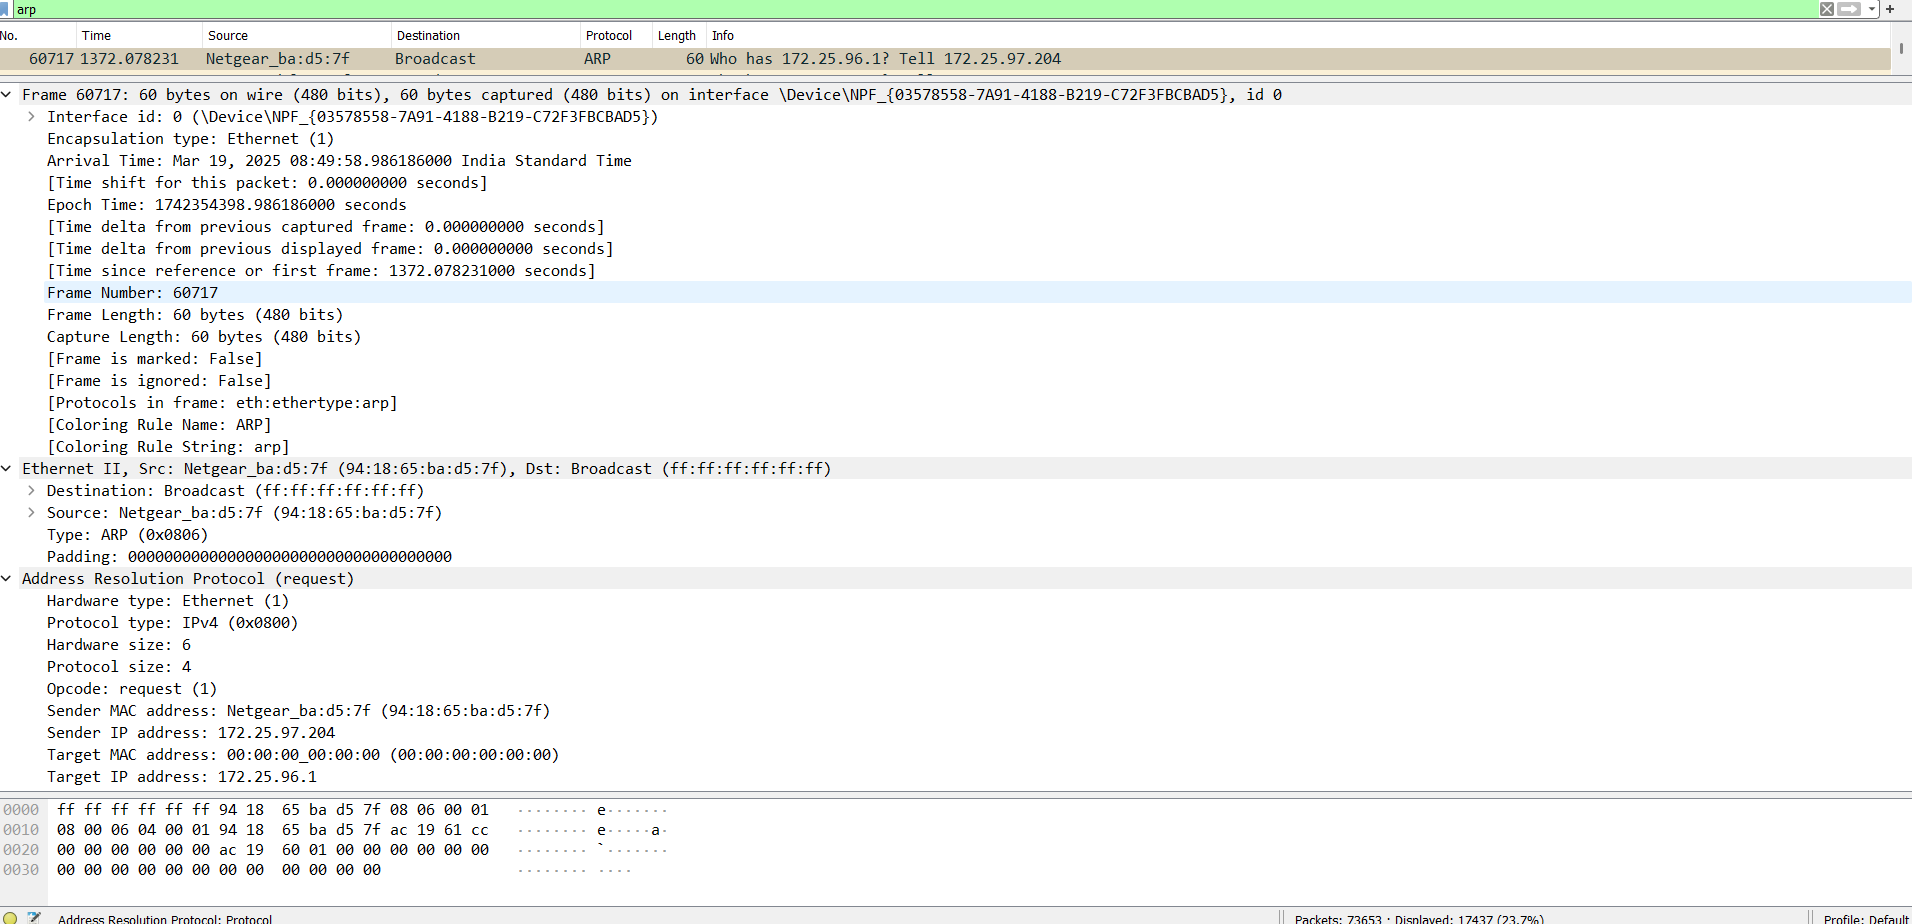 arp
No. Time Source Destination Protocol Length Info
60717 1372.078231 Netgear_ba:d5:7f Broadcast ARP 60 Who has 172.25.96.1? Tell 172.25.97.204
Frame 60717: 60 bytes on wire (480 bits), 60 bytes captured (480 bits) on interface \Device\NPF_{03578558-7A91-4188-B219-C72F3FBCBAD5}, id 0
Interface id: 0 (\Device\NPF_{03578558-7A91-4188-B219-C72F3FBCBAD5})
Encapsulation type: Ethernet (1)
Arrival Time: Mar 19, 2025 08:49:58.986186000 India Standard Time
[Time shift for this packet: 0.000000000 seconds]
Epoch Time: 1742354398.986186000 seconds
[Time delta from previous captured frame: 0.000000000 seconds]
[Time delta from previous displayed frame: 0.000000000 seconds]
[Time since reference or first frame: 1372.078231000 seconds]
Frame Number: 60717
Frame Length: 60 bytes (480 bits)
Capture Length: 60 bytes (480 bits)
[Frame is marked: False]
[Frame is ignored: False]
[Protocols in frame: eth:ethertype:arp]
[Coloring Rule Name: ARP]
[Coloring Rule String: arp]
Ethernet II, Src: Netgear_ba:d5:7f (94:18:65:ba:d5:7f), Dst: Broadcast (ff:ff:ff:ff:ff:ff)
Destination: Broadcast (ff:ff:ff:ff:ff:ff)
Source: Netgear_ba:d5:7f (94:18:65:ba:d5:7f)
Type: ARP (0x0806)
Padding: 000000000000000000000000000000000000
Address Resolution Protocol (request)
Hardware type: Ethernet (1)
Protocol type: IPv4 (0x0800)
Hardware size: 6
Protocol size: 4
Opcode: request (1)
Sender MAC address: Netgear_ba:d5:7f (94:18:65:ba:d5:7f)
Sender IP address: 172.25.97.204
Target MAC address: 00:00:00_00:00:00 (00:00:00:00:00:00)
Target IP address: 172.25.96.1
0000 ff ff ff ff ff ff 94 18 65 ba d5 7f 08 06 00 01 ········ e·······
0010 08 00 06 04 00 01 94 18 65 ba d5 7f ac 19 61 cc ········ e·····a·
0020 00 00 00 00 00 00 ac 19 60 01 00 00 00 00 00 00 ········ `·······
0030 00 00 00 00 00 00 00 00 00 00 00 00 ········ ····
Address Resolution Protocol: Protocol Packets: 73653 · Displayed: 17437 (23.7%) Profile: Default